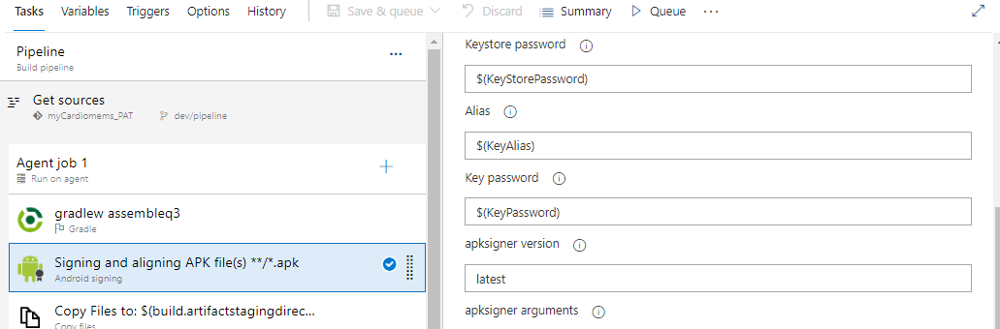 Tasks Variables Triggers Options History Save & queue Discard Summary Queue ...
Pipeline
Build pipeline
...
Get sources
myCardiomems_PAT dev/pipeline
Agent job 1
Run on agent
gradlew assembleq3
Gradle
Signing and aligning APK file(s) **/*.apk
Android signing
Copy Files to: $(build.artifactstagingdirec...
Copy files
Keystore password
$(KeyStorePassword)
Alias
$(KeyAlias)
Key password
$(KeyPassword)
apksigner version
latest
apksigner arguments